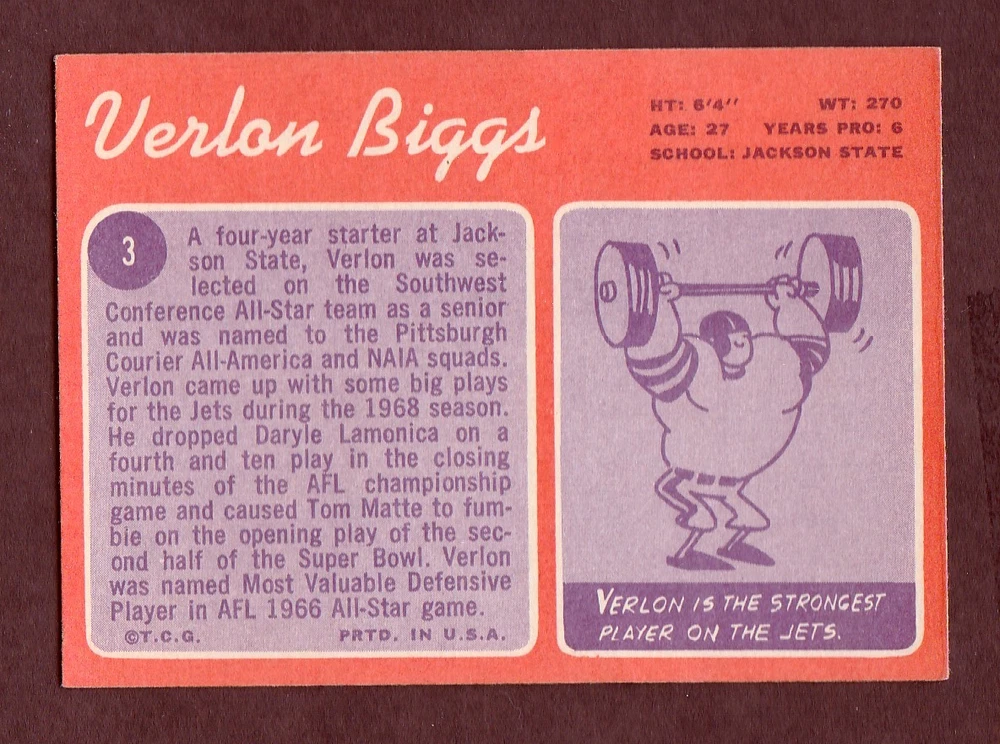 Verlon Biggs
HT: 6'4'' WT: 270
AGE: 27 YEARS PRO: 6
SCHOOL: JACKSON STATE
3
A four-year starter at Jack-
son State, Verlon was se-
lected on the Southwest
Conference All-Star team as a senior
and was named to the Pittsburgh
Courier All-America and NAIA squads.
Verlon came up with some big plays
for the Jets during the 1968 season.
He dropped Daryle Lamonica on a
fourth and ten play in the closing
minutes of the AFL championship
game and caused Tom Matte to fum-
ble on the opening play of the sec-
ond half of the Super Bowl. Verlon
was named Most Valuable Defensive
Player in AFL 1966 All-Star game.
©T.C.G. PRTD. IN U.S.A.
VERLON IS THE STRONGEST
PLAYER ON THE JETS.